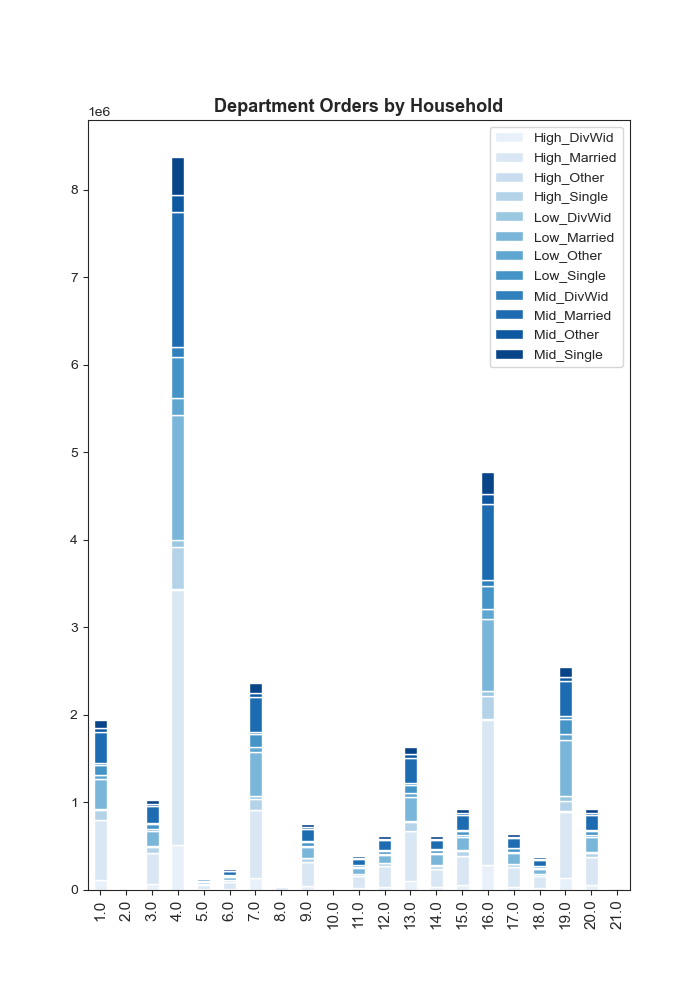 Department Orders by Household
1e6
High_DivWid
High_Married
High_Other
High_Single
Low_DivWid
Low_Married
Low_Other
Low_Single
Mid_DivWid
Mid_Married
Mid_Other
Mid_Single
8
7
6
5
4
3
2
1
0
1.0 2.0 3.0 4.0 5.0 6.0 7.0 8.0 9.0 10.0 11.0 12.0 13.0 14.0 15.0 16.0 17.0 18.0 19.0 20.0 21.0